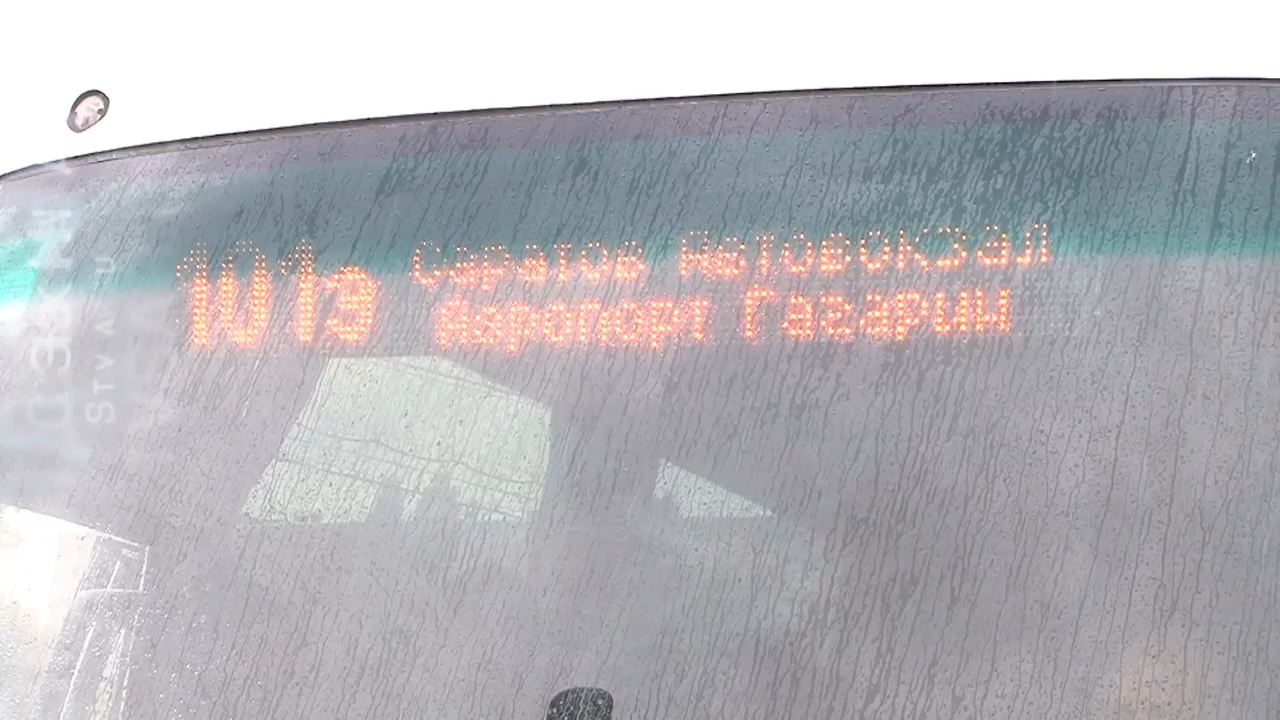 101э Саратов Автовокзал
Аэропорт Гагарин